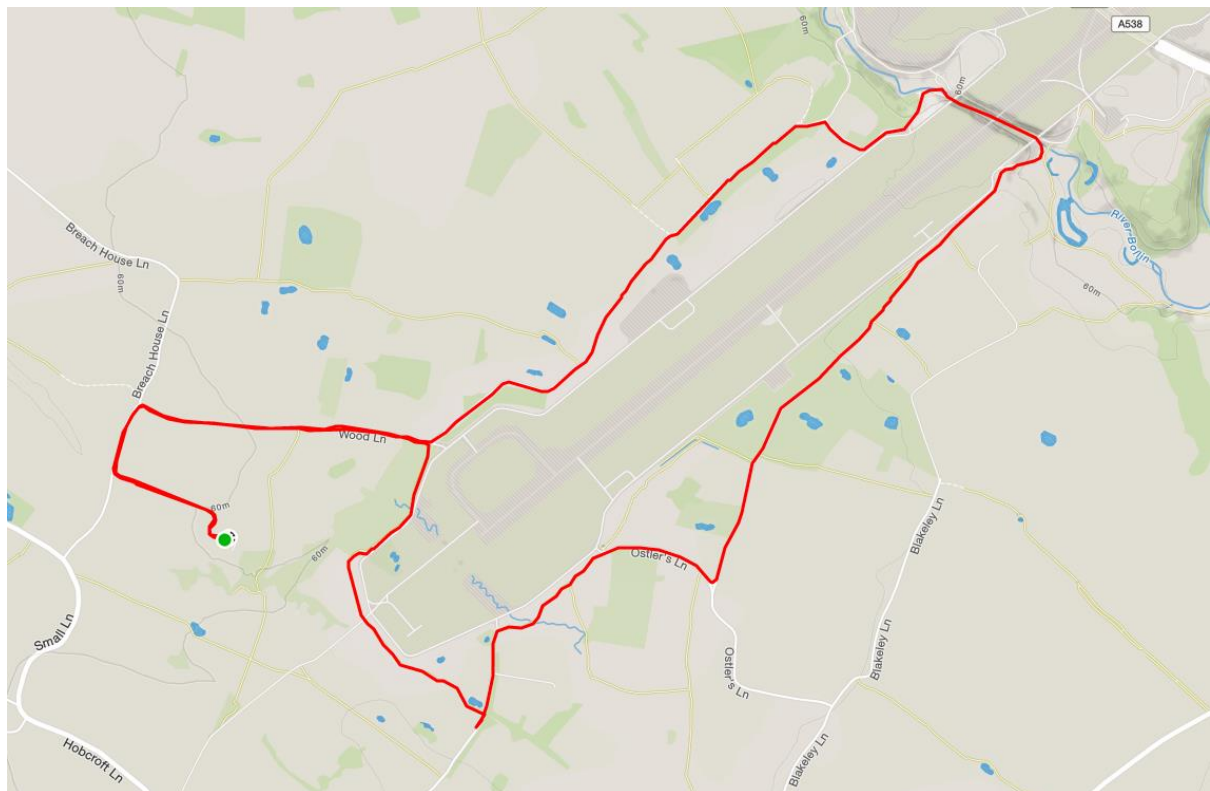 A538
60m
Breach House Ln
60m
River Bollin
60m
Breach House Ln
Wood Ln
60m
60m
Ostler's Ln
Blakeley Ln
Small Ln
Ostler's Ln
Blakeley Ln
Hobcroft Ln
Blakeley Ln